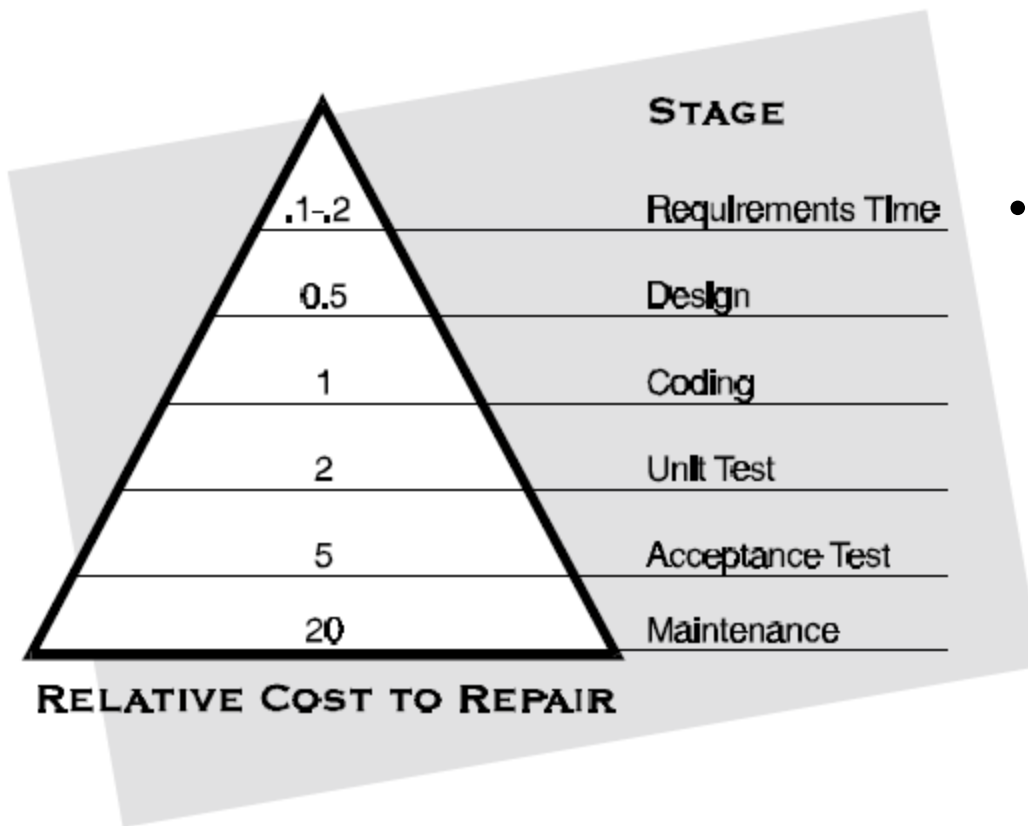 STAGE
.1-.2 Requirements Time
0.5 Design
1 Coding
2 Unit Test
5 Acceptance Test
20 Maintenance
RELATIVE COST TO REPAIR